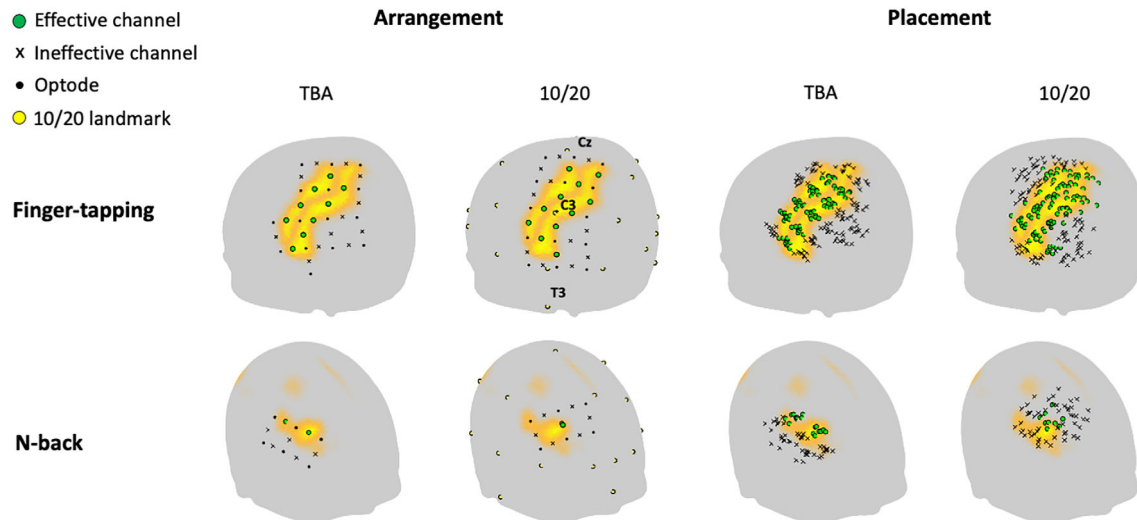 Arrangement
Placement
Effective channel
x Ineffective channel
Optode
10/20 landmark
TBA
10/20
TBA
10/20
Finger-tapping
Cz
C3
T3
N-back